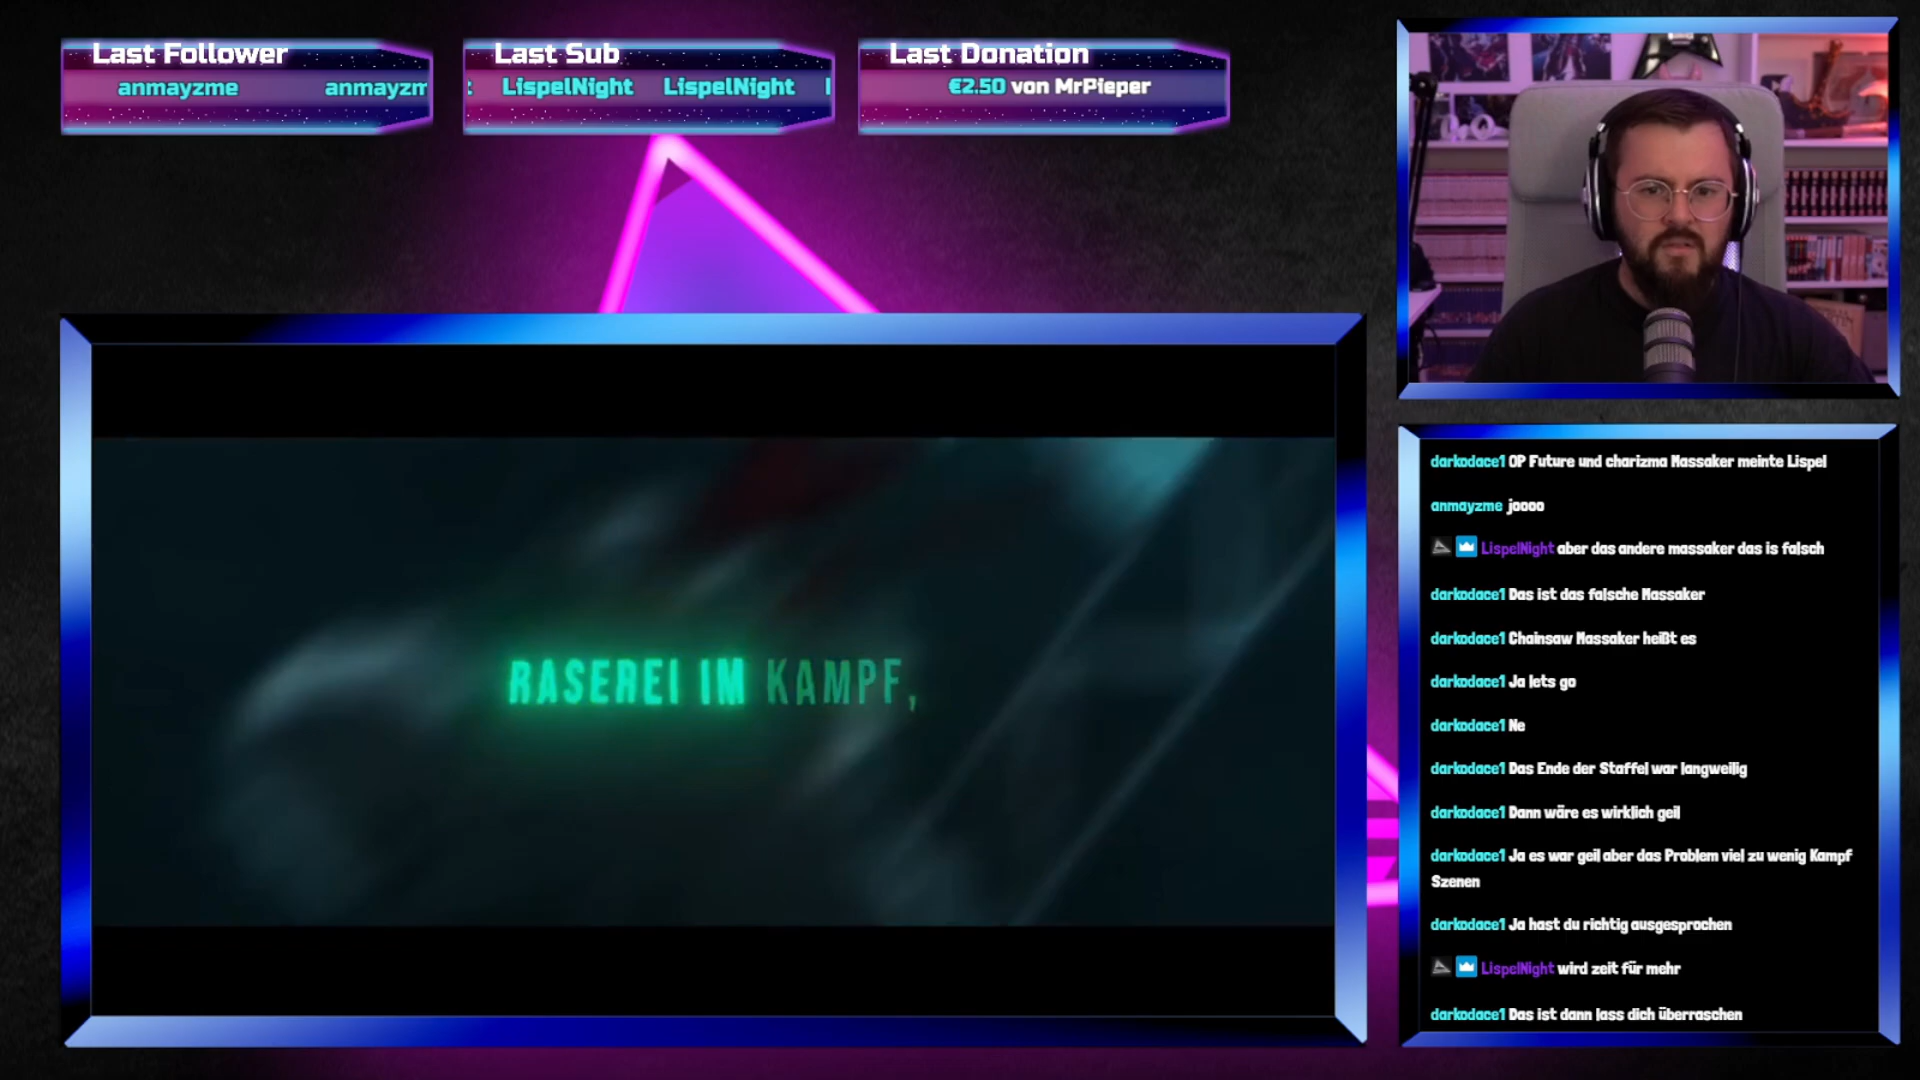 Last Follower
anmayzme anmayzm
Last Sub
LispelNight LispelNight
Last Donation
€2.50 von MrPieper
RASEREI IM KAMPF,
darkodace1 OP Future und charizma Massaker meinte Lispel
anmayzme joooo
LispelNight aber das andere massaker das is falsch
darkodace1 Das ist das falsche Massaker
darkodace1 Chainsaw Massaker heißt es
darkodace1 Ja lets go
darkodace1 Ne
darkodace1 Das Ende der Staffel war langweilig
darkodace1 Dann wäre es wirklich geil
darkodace1 Ja es war geil aber das Problem viel zu wenig Kampf
Szenen
darkodace1 Ja hast du richtig ausgesprochen
LispelNight wird zeit für mehr
darkodace1 Das ist dann lass dich überraschen